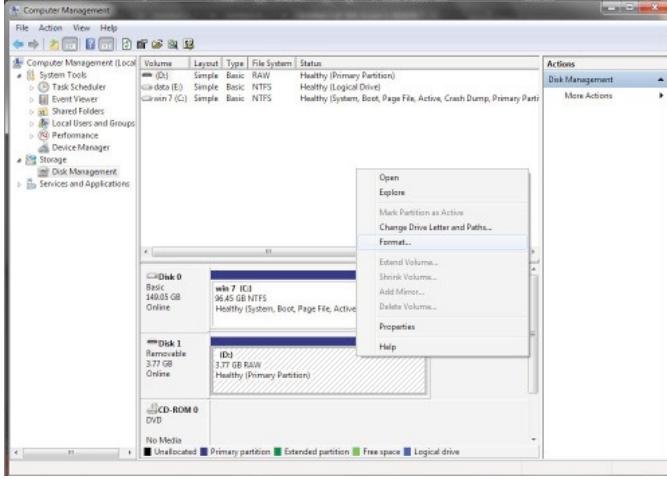 Computer Management
File Action View Help
Computer Management (Local
System Tools
Task Scheduler
Event Viewer
Shared Folders
Local Users and Groups
Performance
Device Manager
Storage
Disk Management
Services and Applications
Volume Layout Type File System Status
(D:) Simple Basic RAW Healthy (Primary Partition)
data (E:) Simple Basic NTFS Healthy (Logical Drive)
win 7 (C:) Simple Basic NTFS Healthy (System, Boot, Page File, Active, Crash Dump, Primary Parti
Actions
Disk Management
More Actions
Open
Explore
Mark Partition as Active
Change Drive Letter and Paths...
Format...
Extend Volume...
Shrink Volume...
Add Mirror...
Delete Volume...
Properties
Help
Disk 0
Basic
149.05 GB
Online
win 7 (C:)
96.45 GB NTFS
Healthy (System, Boot, Page File, Active
Disk 1
Removable
3.77 GB
Online
(D:)
3.77 GB RAW
Healthy (Primary Partition)
CD-ROM 0
DVD
No Media
Unallocated Primary partition Extended partition Free space Logical drive